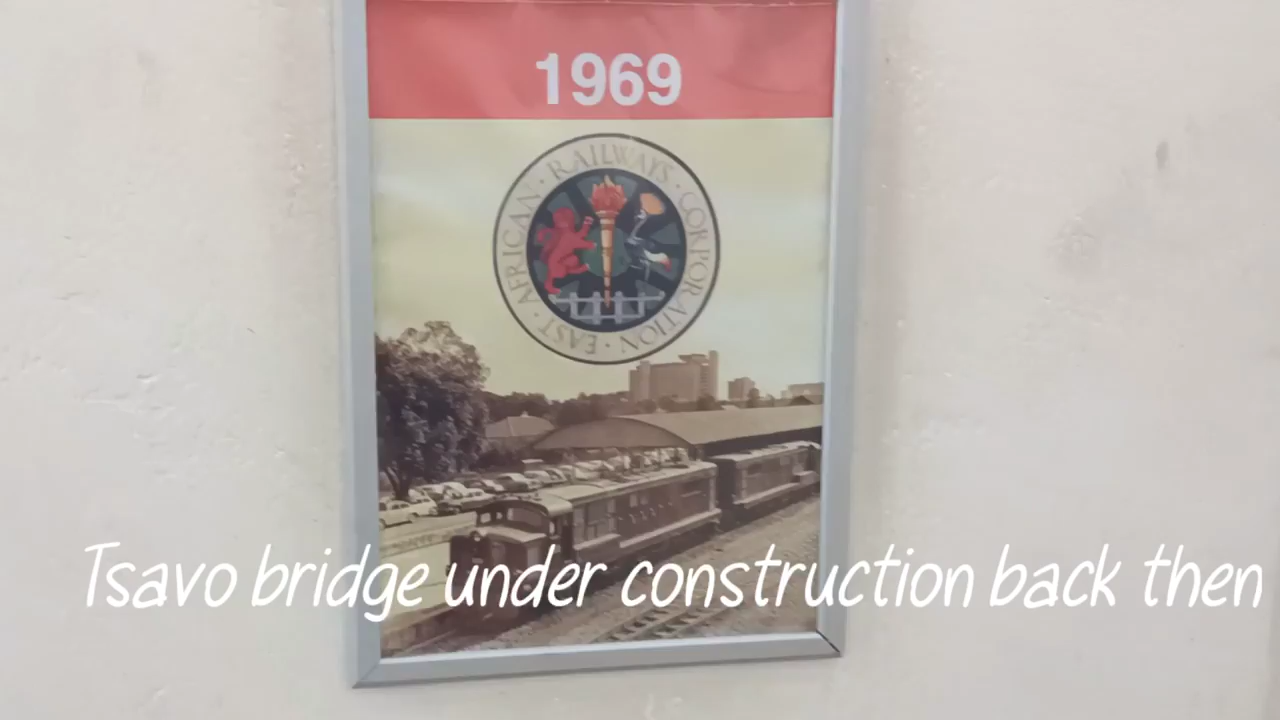 1969
EAST · AFRICAN · RAILWAYS · CORPORATION ·
Tsavo bridge under construction back then